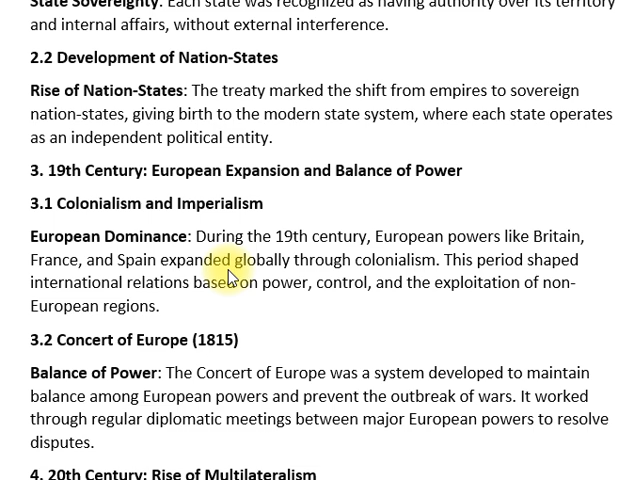 State Sovereignty: Each state was recognized as having authority over its territory
and internal affairs, without external interference.
2.2 Development of Nation-States
Rise of Nation-States: The treaty marked the shift from empires to sovereign
nation-states, giving birth to the modern state system, where each state operates
as an independent political entity.
3. 19th Century: European Expansion and Balance of Power
3.1 Colonialism and Imperialism
European Dominance: During the 19th century, European powers like Britain,
France, and Spain expanded globally through colonialism. This period shaped
international relations based on power, control, and the exploitation of non-
European regions.
3.2 Concert of Europe (1815)
Balance of Power: The Concert of Europe was a system developed to maintain
balance among European powers and prevent the outbreak of wars. It worked
through regular diplomatic meetings between major European powers to resolve
disputes.
4. 20th Century: Rise of Multilateralism